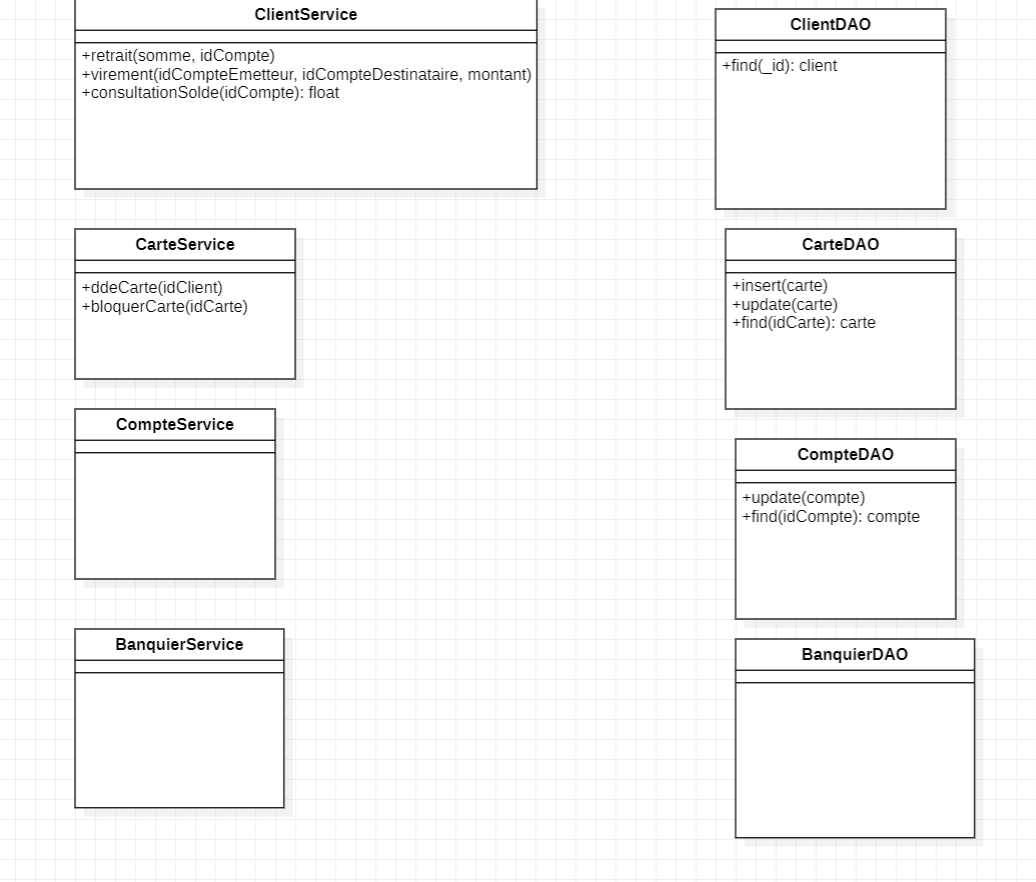 ClientService
+retrait(somme, idCompte)
+virement(idCompteEmetteur, idCompteDestinataire, montant)
+consultationSolde(idCompte): float
ClientDAO
+find(_id): client
CarteService
+ddeCarte(idClient)
+bloquerCarte(idCarte)
CarteDAO
+insert(carte)
+update(carte)
+find(idCarte): carte
CompteService
CompteDAO
+update(compte)
+find(idCompte): compte
BanquierService
BanquierDAO